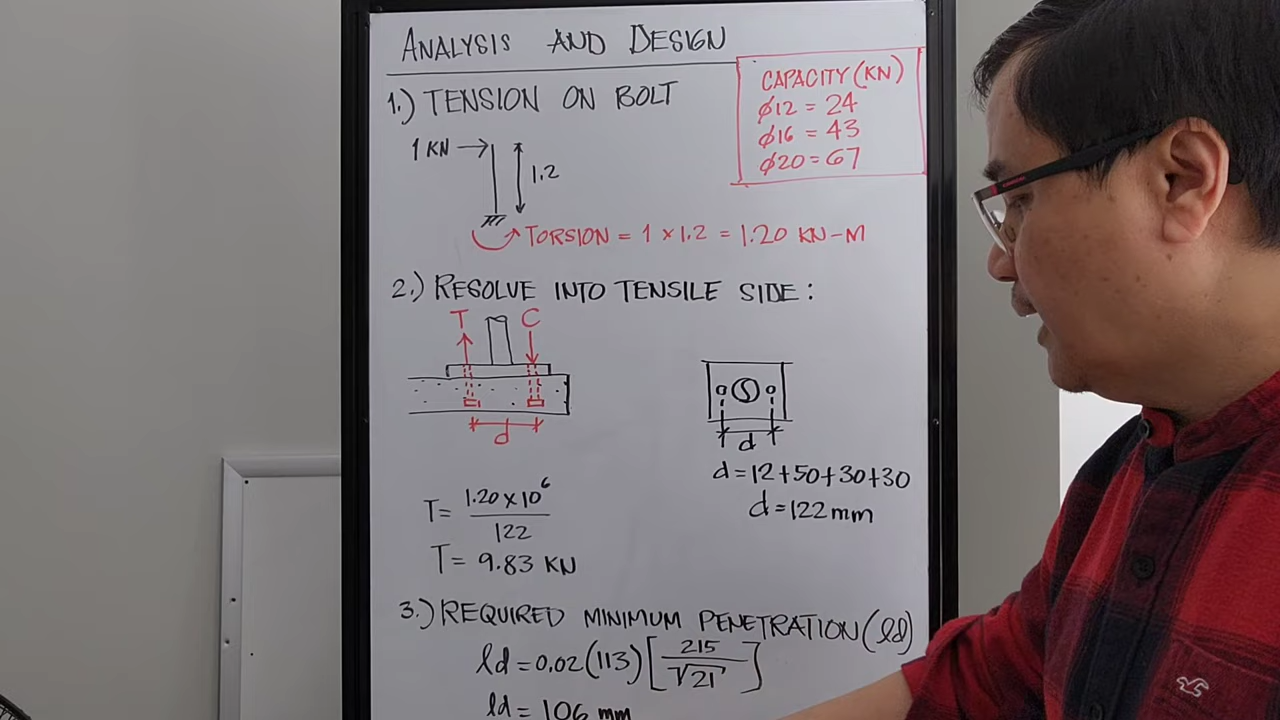 ANALYSIS AND DESIGN
1.) TENSION ON BOLT
CAPACITY (KN)
φ12 = 24
φ16 = 43
φ20 = 67
1 KN →
1.2
TORSION = 1 x 1.2 = 1.20 KN-M
2.) RESOLVE INTO TENSILE SIDE:
T C
d
d
d = 12+50+30+30
d = 122 mm
T = 1.20 x 10⁶ / 122
T = 9.83 KN
3.) REQUIRED MINIMUM PENETRATION (ld)
ld = 0.02 (113) [215 / √21]
ld = 106 mm